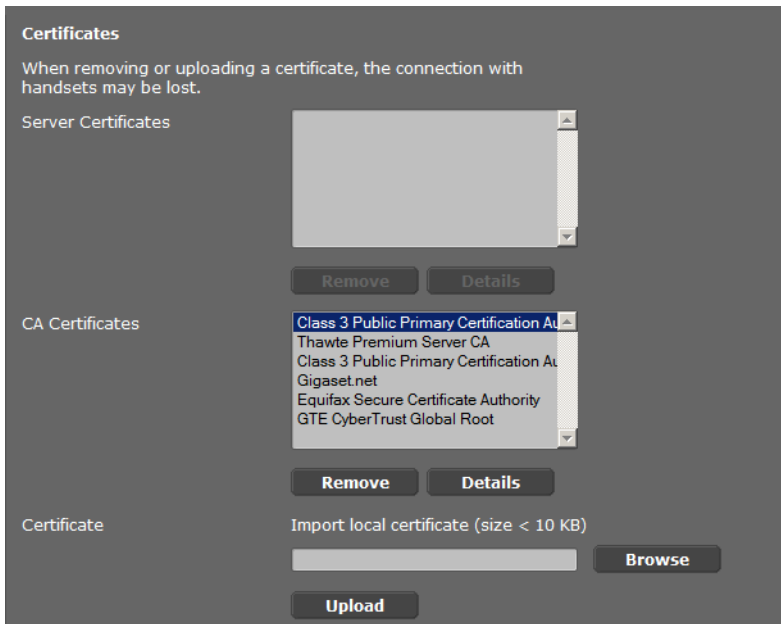 Certificates
When removing or uploading a certificate, the connection with
handsets may be lost.
Server Certificates
Remove Details
CA Certificates
Class 3 Public Primary Certification Au
Thawte Premium Server CA
Class 3 Public Primary Certification Au
Gigaset.net
Equifax Secure Certificate Authority
GTE CyberTrust Global Root
Remove Details
Certificate Import local certificate (size < 10 KB)
Browse
Upload